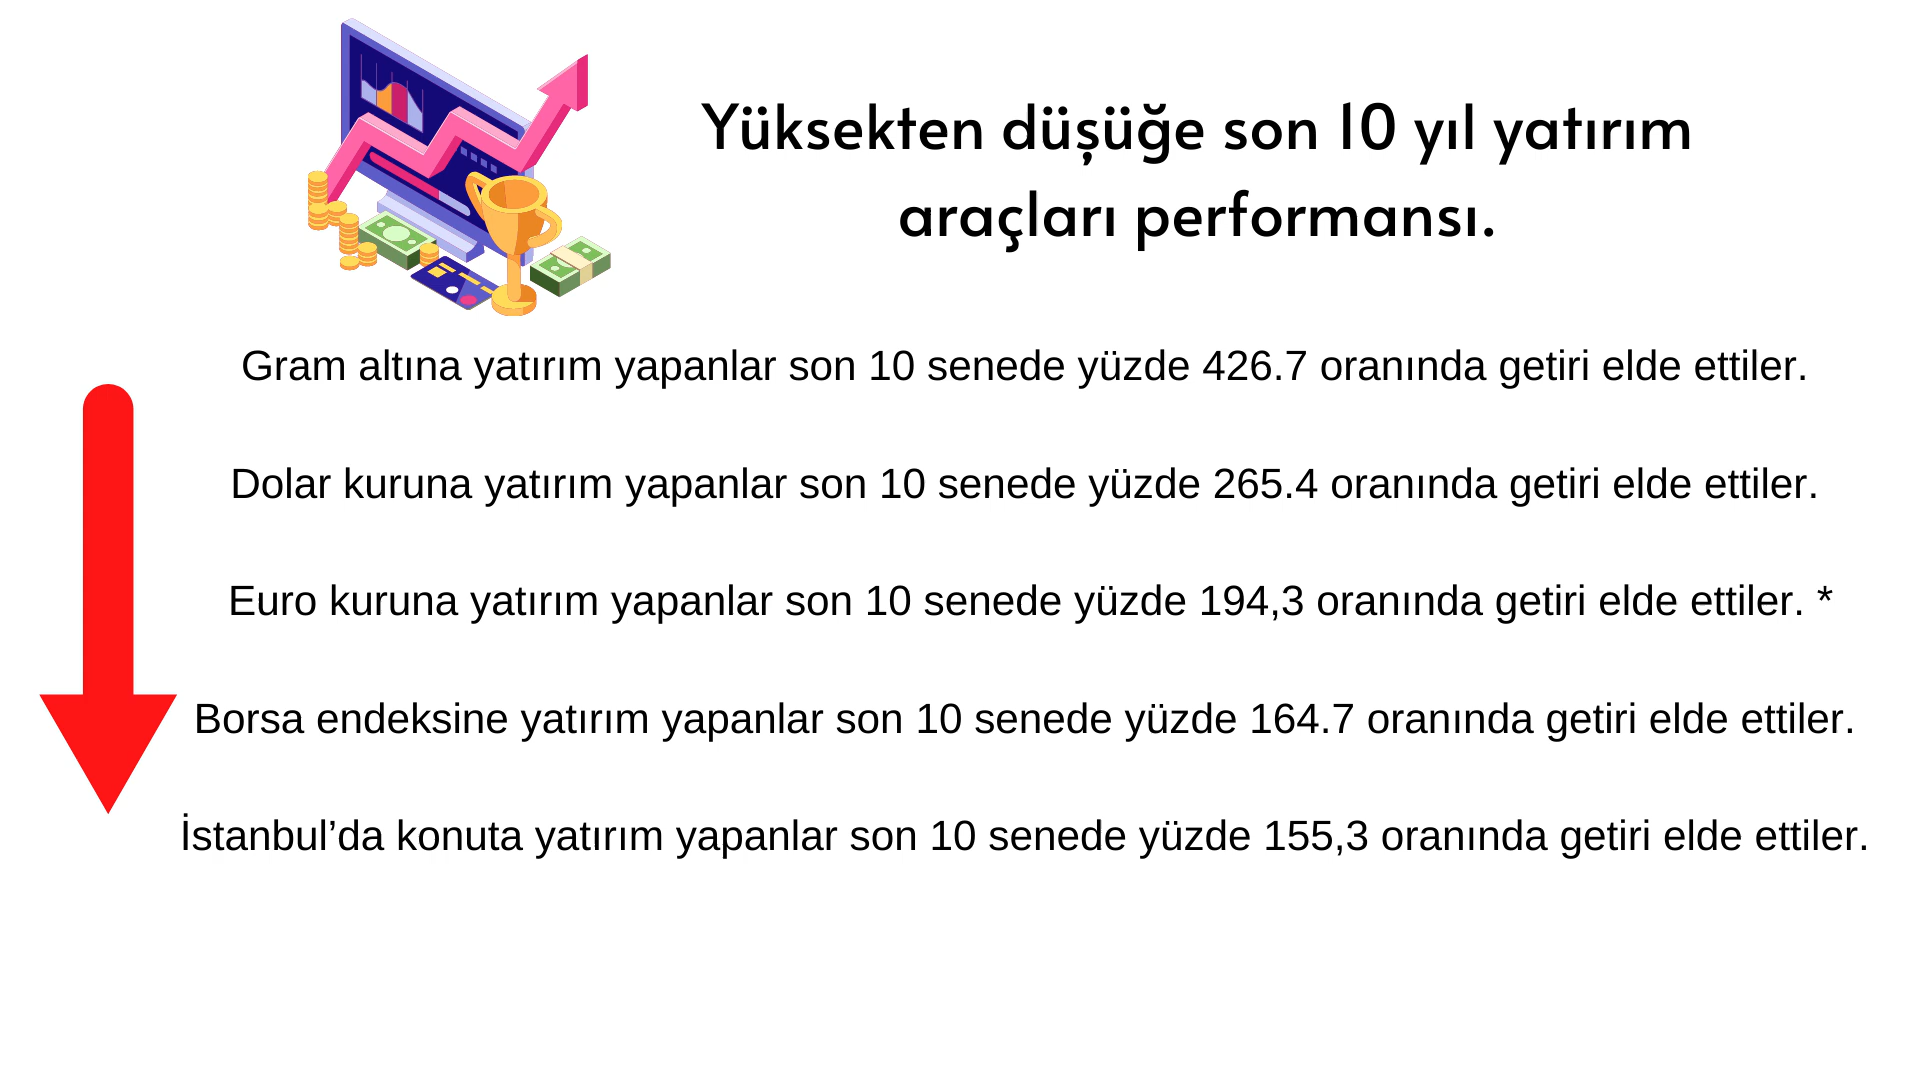 Yüksekten düşüğe son 10 yıl yatırım
araçları performansı.
Gram altına yatırım yapanlar son 10 senede yüzde 426.7 oranında getiri elde ettiler.
Dolar kuruna yatırım yapanlar son 10 senede yüzde 265.4 oranında getiri elde ettiler.
Euro kuruna yatırım yapanlar son 10 senede yüzde 194,3 oranında getiri elde ettiler. *
Borsa endeksine yatırım yapanlar son 10 senede yüzde 164.7 oranında getiri elde ettiler.
İstanbul’da konuta yatırım yapanlar son 10 senede yüzde 155,3 oranında getiri elde ettiler.